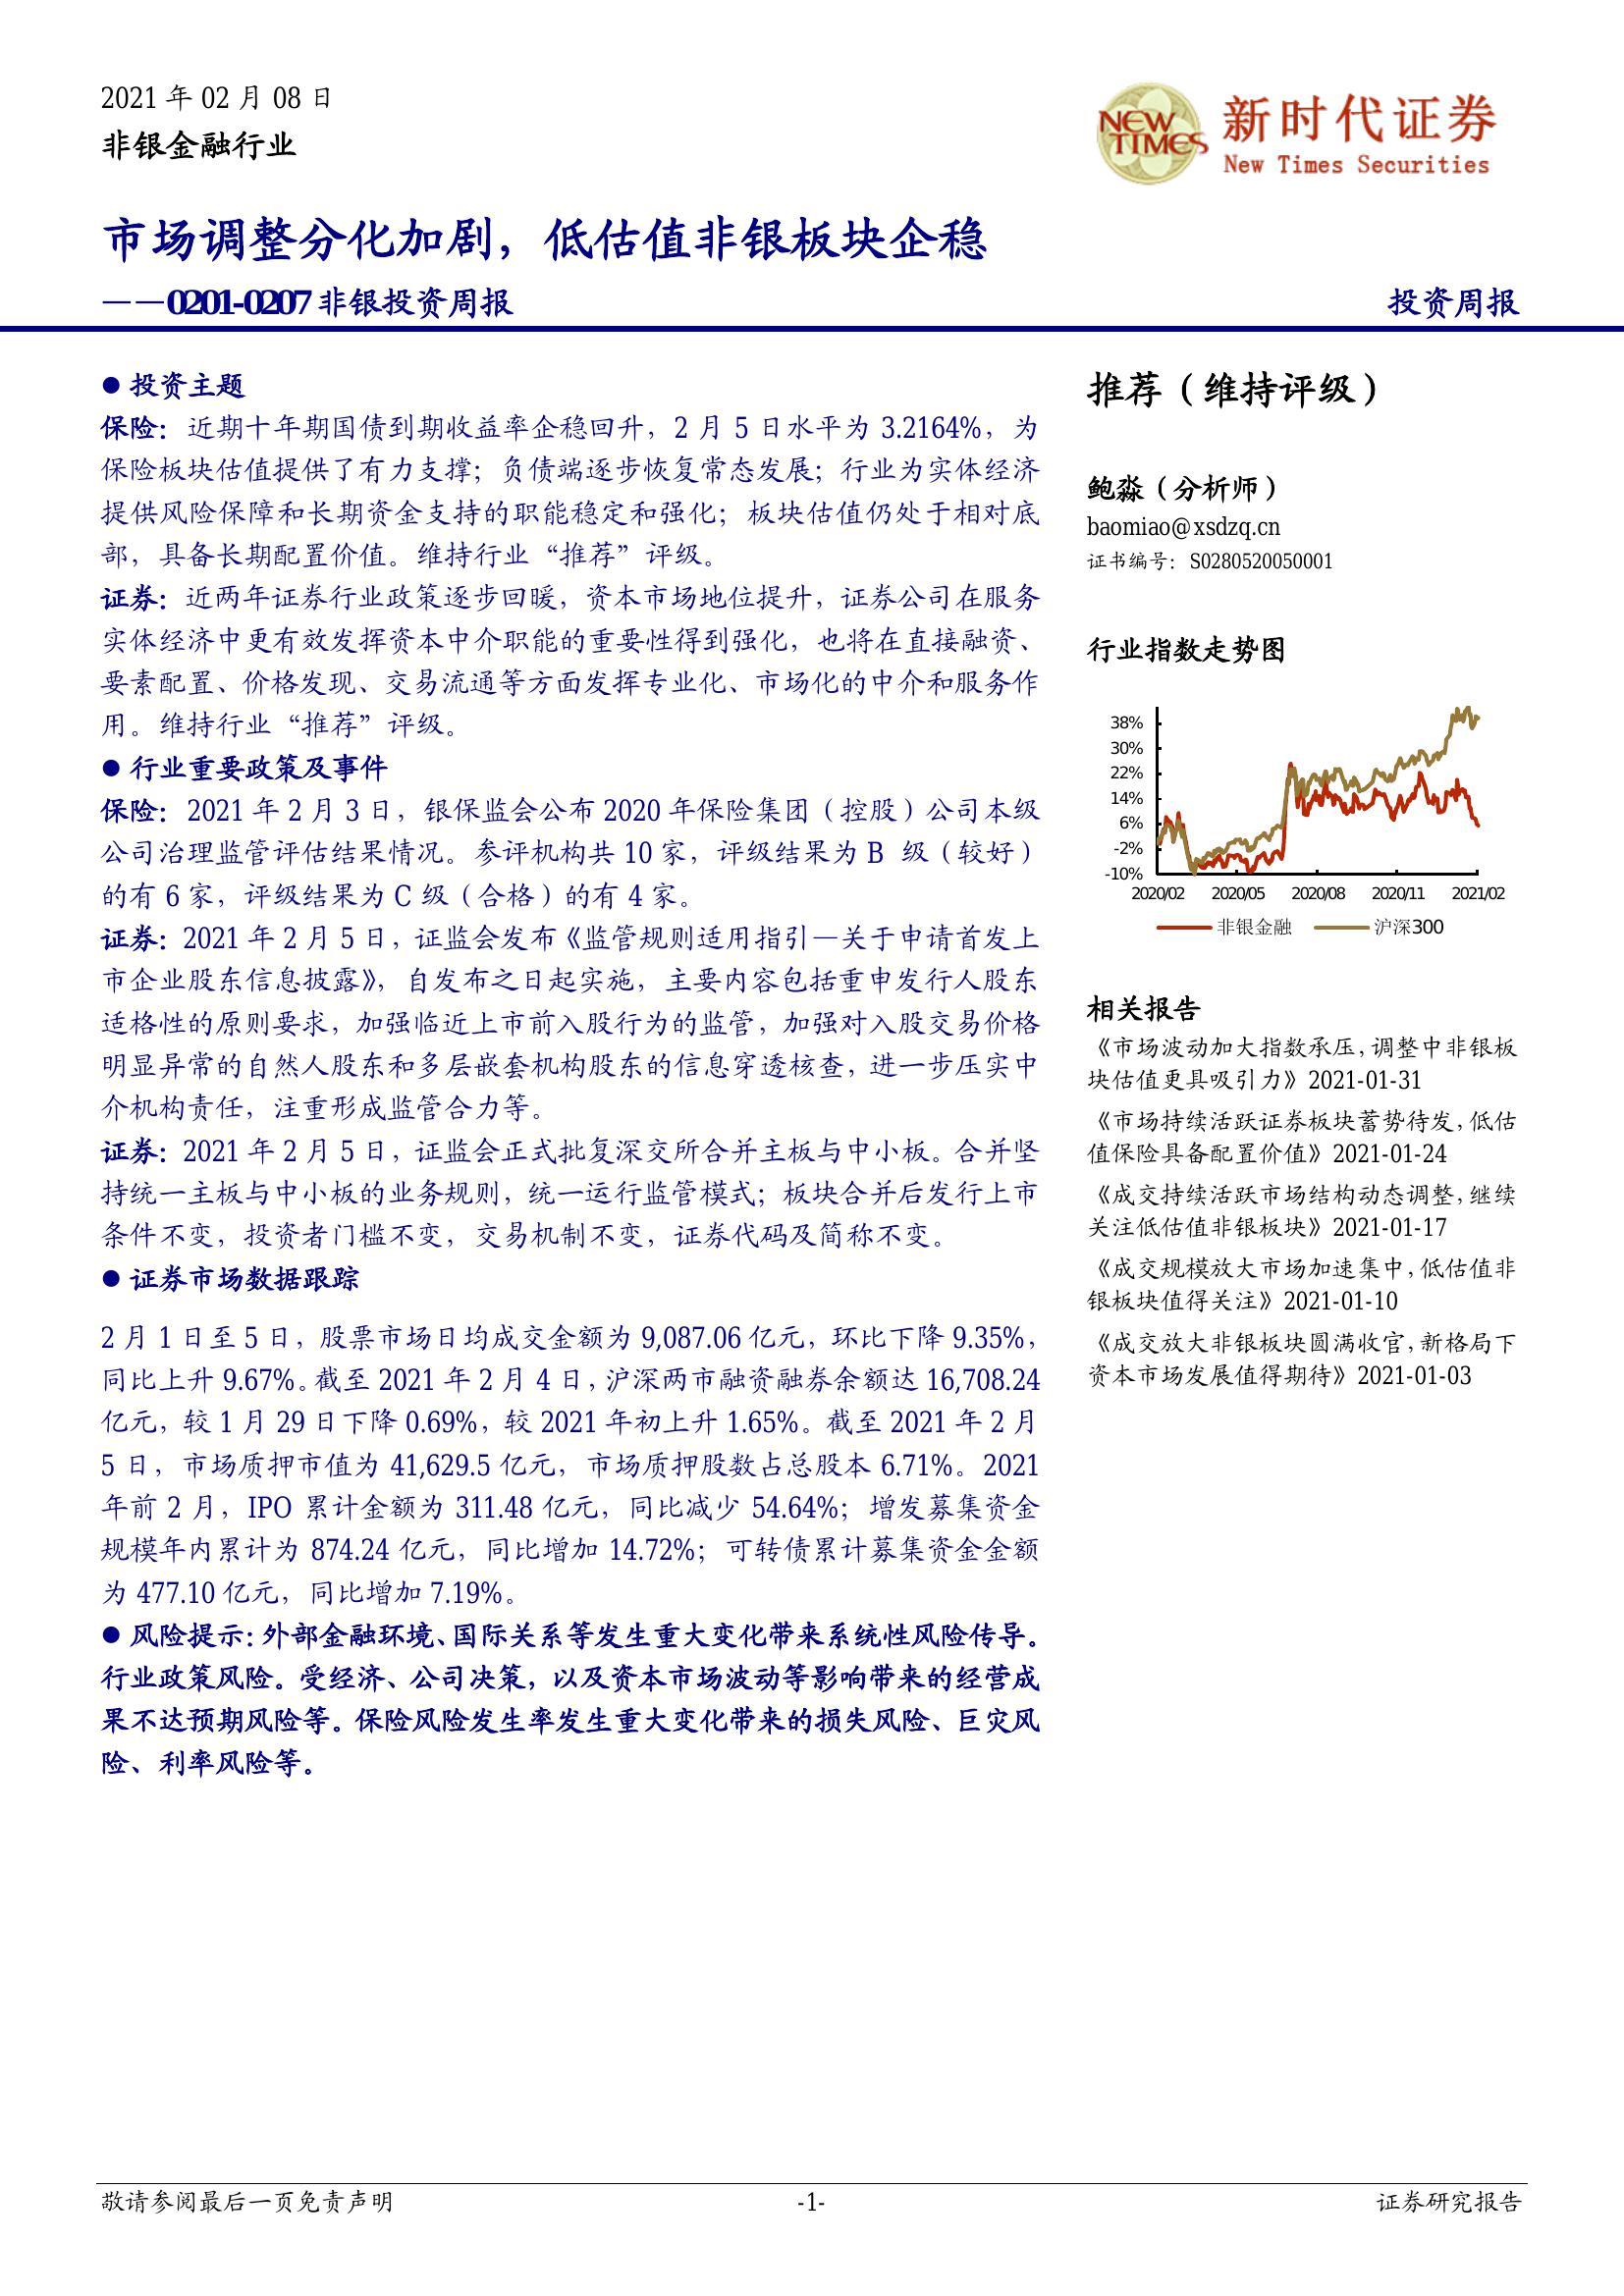 2021 年 02 月 08 日
非银金融行业
NEW TIMES
新时代证券
New Times Securities
市场调整分化加剧，低估值非银板块企稳
——0201-0207 非银投资周报
投资周报
● 投资主题
保险：近期十年期国债到期收益率企稳回升，2 月 5 日水平为 3.2164%，为
保险板块估值提供了有力支撑；负债端逐步恢复常态发展；行业为实体经济
提供风险保障和长期资金支持的职能稳定和强化；板块估值仍处于相对底
部，具备长期配置价值。维持行业“推荐”评级。
证券：近两年证券行业政策逐步回暖，资本市场地位提升，证券公司在服务
实体经济中更有效发挥资本中介职能的重要性得到强化，也将在直接融资、
要素配置、价格发现、交易流通等方面发挥专业化、市场化的中介和服务作
用。维持行业“推荐”评级。
● 行业重要政策及事件
保险：2021 年 2 月 3 日，银保监会公布 2020 年保险集团（控股）公司本级
公司治理监管评估结果情况。参评机构共 10 家，评级结果为 B 级（较好）
的有 6 家，评级结果为 C 级（合格）的有 4 家。
证券：2021 年 2 月 5 日，证监会发布《监管规则适用指引—关于申请首发上
市企业股东信息披露》，自发布之日起实施，主要内容包括重申发行人股东
适格性的原则要求，加强临近上市前入股行为的监管，加强对入股交易价格
明显异常的自然人股东和多层嵌套机构股东的信息穿透核查，进一步压实中
介机构责任，注重形成监管合力等。
证券：2021 年 2 月 5 日，证监会正式批复深交所合并主板与中小板。合并坚
持统一主板与中小板的业务规则，统一运行监管模式；板块合并后发行上市
条件不变，投资者门槛不变，交易机制不变，证券代码及简称不变。
● 证券市场数据跟踪
2 月 1 日至 5 日，股票市场日均成交金额为 9,087.06 亿元，环比下降 9.35%，
同比上升 9.67%。截至 2021 年 2 月 4 日，沪深两市融资融券余额达 16,708.24
亿元，较 1 月 29 日下降 0.69%，较 2021 年初上升 1.65%。截至 2021 年 2 月
5 日，市场质押市值为 41,629.5 亿元，市场质押股数占总股本 6.71%。2021
年前 2 月，IPO 累计金额为 311.48 亿元，同比减少 54.64%；增发募集资金
规模年内累计为 874.24 亿元，同比增加 14.72%；可转债累计募集资金金额
为 477.10 亿元，同比增加 7.19%。
● 风险提示：外部金融环境、国际关系等发生重大变化带来系统性风险传导。
行业政策风险。受经济、公司决策，以及资本市场波动等影响带来的经营成
果不达预期风险等。保险风险发生率发生重大变化带来的损失风险、巨灾风
险、利率风险等。
推荐（维持评级）
鲍淼（分析师）
baomiao@xsdzq.cn
证书编号：S0280520050001
行业指数走势图
38%
30%
22%
14%
6%
-2%
-10%
2020/02 2020/05 2020/08 2020/11 2021/02
非银金融 沪深300
相关报告
《市场波动加大指数承压，调整中非银板
块估值更具吸引力》2021-01-31
《市场持续活跃证券板块蓄势待发，低估
值保险具备配置价值》2021-01-24
《成交持续活跃市场结构动态调整，继续
关注低估值非银板块》2021-01-17
《成交规模放大市场加速集中，低估值非
银板块值得关注》2021-01-10
《成交放大非银板块圆满收官，新格局下
资本市场发展值得期待》2021-01-03
敬请参阅最后一页免责声明
-1-
证券研究报告